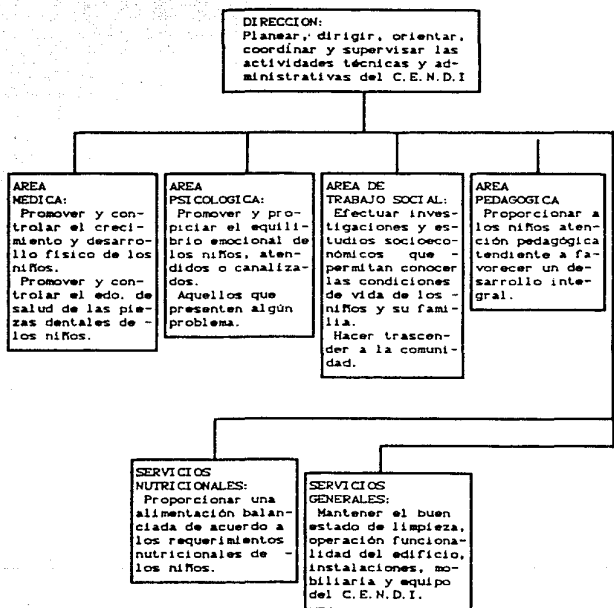 DIRECCION:
Planear, dirigir, orientar,
coordinar y supervisar las
actividades técnicas y ad-
ministrativas del C.E.N.D.I
AREA
MEDICA:
Promover y con-
trolar el creci-
miento y desarro-
llo físico de los
niños.
Promover y con-
trolar el edo. de
salud de las pie-
zas dentales de -
los niños.
AREA
PSICOLOGICA:
Promover y pro-
piciar el equili-
brio emocional de
los niños, aten-
didos o canaliza-
dos.
Aquellos que
presenten algún
problema.
AREA DE
TRABAJO SOCIAL:
Efectuar inves-
tigaciones y es-
tudios socioeco-
nómicos que -
permitan conocer
las condiciones
de vida de los -
niños y su fami-
lia.
Hacer trascen-
der a la comuni-
dad.
AREA
PEDAGOGICA
Proporcionar a
los niños aten-
ción pedagógica
tendiente a fa-
vorecer un de-
sarrollo inte-
gral.
SERVICIOS
NUTRICIONALES:
Proporcionar una
alimentación balan-
ciada de acuerdo a
los requerimientos
nutricionales de -
los niños.
SERVICIOS
GENERALES:
Mantener el buen
estado de limpieza,
operación funciona-
lidad del edificio,
instalaciones, mo-
biliaria y equipo
del C.E.N.D.I.